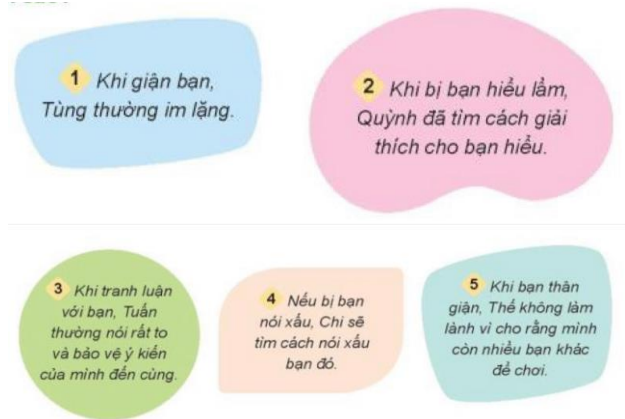 1 Khi giận bạn,
Tùng thường im lặng.
2 Khi bị bạn hiểu lầm,
Quỳnh đã tìm cách giải
thích cho bạn hiểu.
3 Khi tranh luận
với bạn, Tuấn
thường nói rất to
và bảo vệ ý kiến
của mình đến cùng.
4 Nếu bị bạn
nói xấu, Chi sẽ
tìm cách nói xấu
bạn đó.
5 Khi bạn thân
giận, Thế không làm
lành vì cho rằng mình
còn nhiều bạn khác
để chơi.